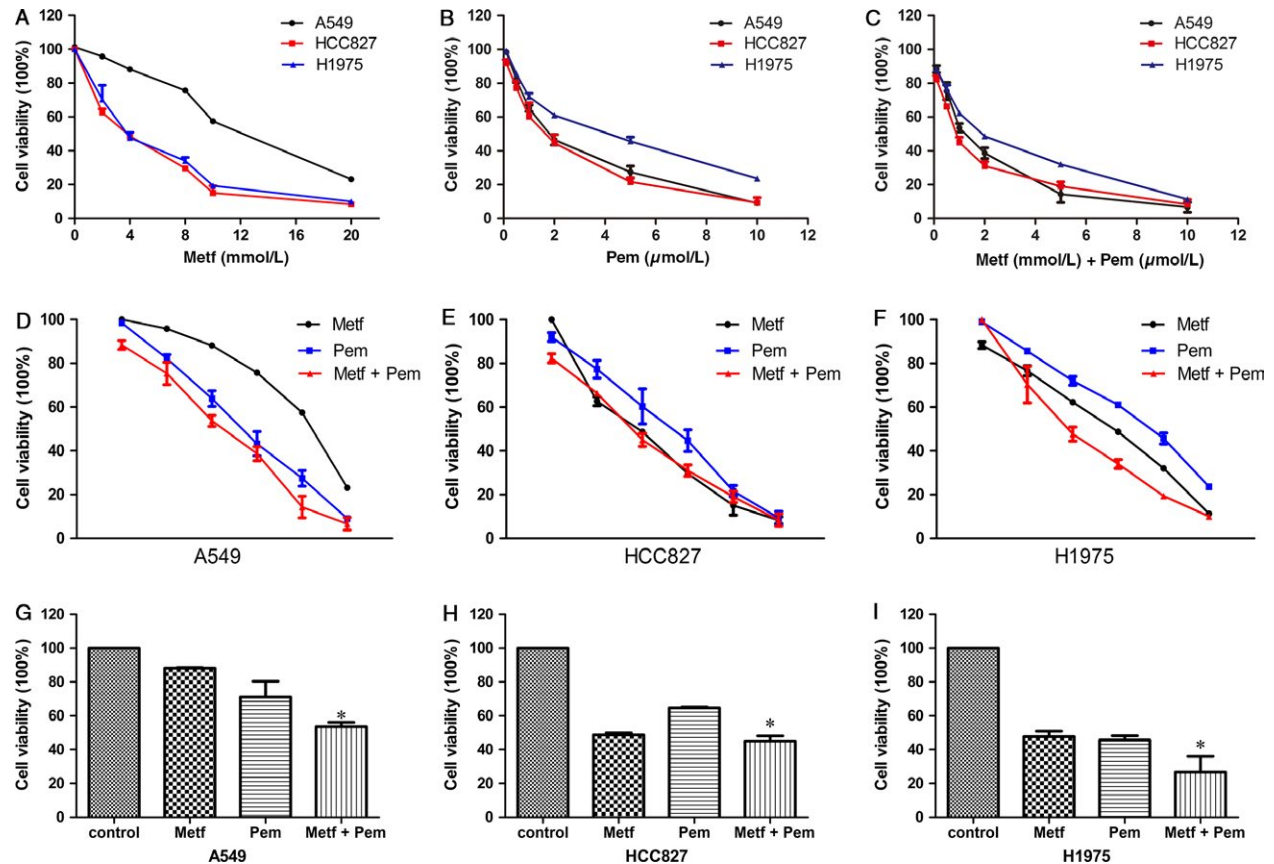 A
120
100
80
60
40
20
0
Cell viability (100%)
A549
HCC827
H1975
0 4 8 12 16 20
Metf (mmol/L)
B
120
100
80
60
40
20
0
Cell viability (100%)
A549
HCC827
H1975
0 2 4 6 8 10 12
Pem (µmol/L)
C
120
100
80
60
40
20
0
Cell viability (100%)
A549
HCC827
H1975
0 2 4 6 8 10 12
Metf (mmol/L) + Pem (µmol/L)
D
100
80
60
40
20
0
Cell viability (100%)
Metf
Pem
Metf + Pem
A549
E
100
80
60
40
20
0
Cell viability (100%)
Metf
Pem
Metf + Pem
HCC827
F
100
80
60
40
20
0
Cell viability (100%)
Metf
Pem
Metf + Pem
H1975
G
120
100
80
60
40
20
0
Cell viability (100%)
*
control Metf Pem Metf + Pem
A549
H
120
100
80
60
40
20
0
Cell viability (100%)
*
control Metf Pem Metf + Pem
HCC827
I
120
100
80
60
40
20
0
Cell viability (100%)
*
control Metf Pem Metf + Pem
H1975